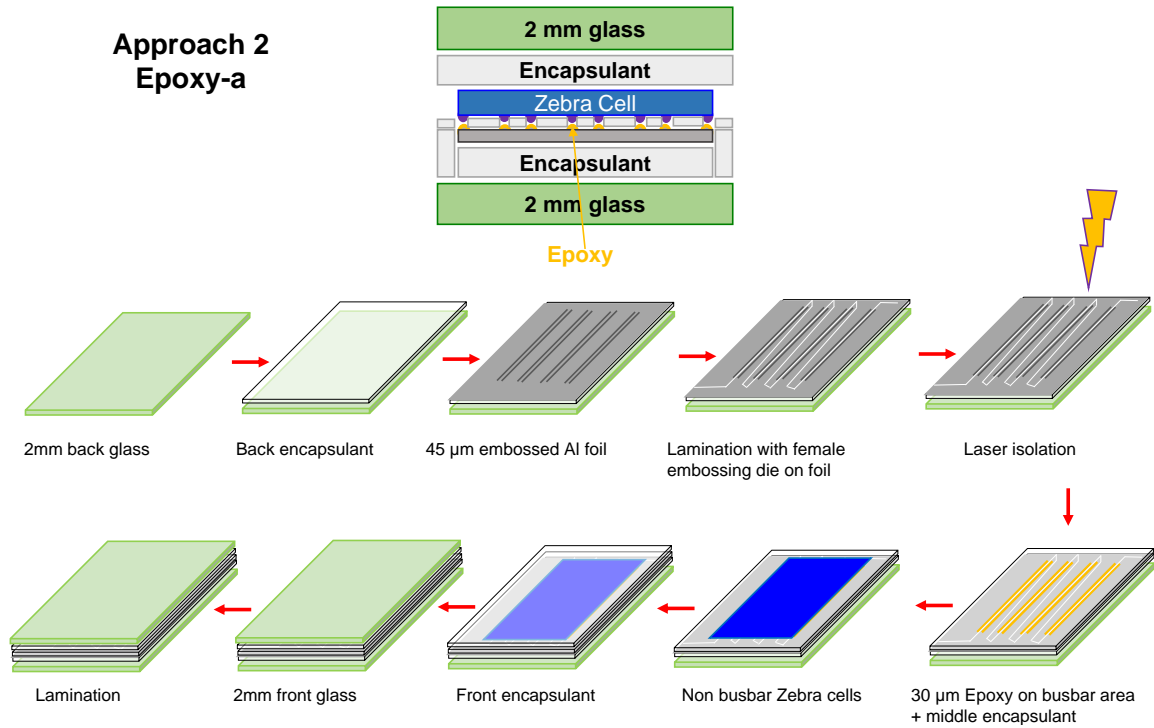 Approach 2
Epoxy-a
2 mm glass
Encapsulant
Zebra Cell
Encapsulant
2 mm glass
Epoxy
2mm back glass
Back encapsulant
45 µm embossed Al foil
Lamination with female
embossing die on foil
Laser isolation
Lamination
2mm front glass
Front encapsulant
Non busbar Zebra cells
30 µm Epoxy on busbar area
+ middle encapsulant